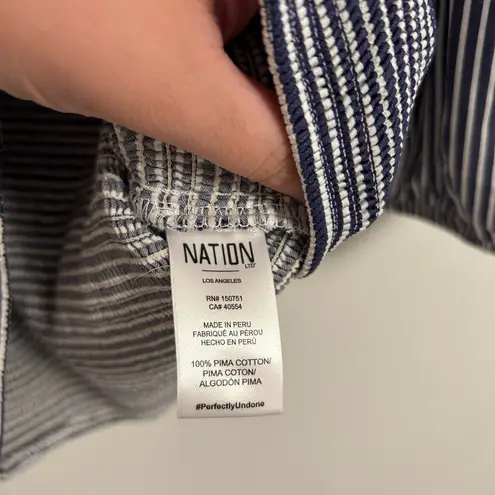 NATION
LTD
LOS ANGELES
RN# 150751
CA# 40554
MADE IN PERU
FABRIQUÉ AU PÉROU
HECHO EN PERÚ
100% PIMA COTTON/
PIMA COTON/
ALGODÓN PIMA
#PerfectlyUndone